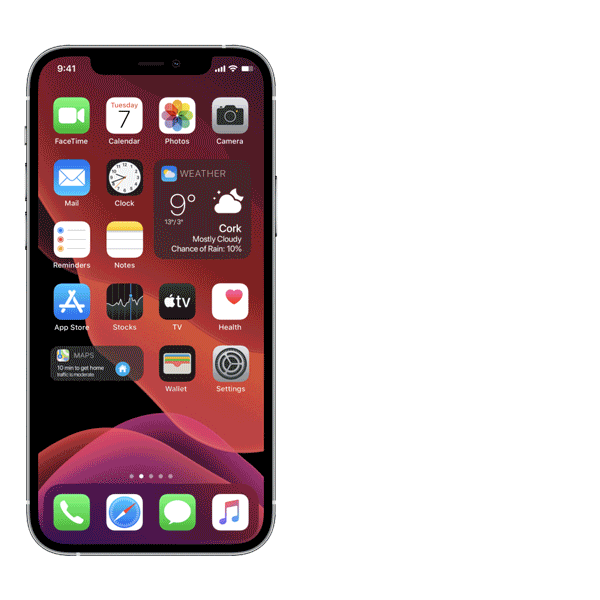 9:41
Tuesday
7
FaceTime
Calendar
Photos
Camera
WEATHER
9°
13°/3°
Cork
Mostly Cloudy
Chance of Rain: 10%
Mail
Clock
Reminders
Notes
tv
App Store
Stocks
TV
Health
MAPS
10 min to get home
traffic is moderate
Wallet
Settings